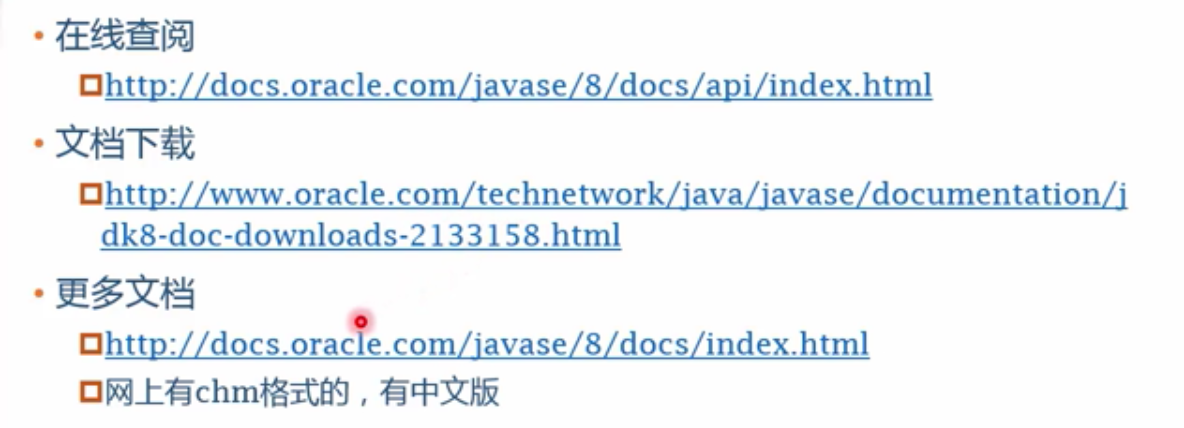 • 在线查阅
http://docs.oracle.com/javase/8/docs/api/index.html
• 文档下载
http://www.oracle.com/technetwork/java/javase/documentation/j
dk8-doc-downloads-2133158.html
• 更多文档
http://docs.oracle.com/javase/8/docs/index.html
网上有chm格式的，有中文版